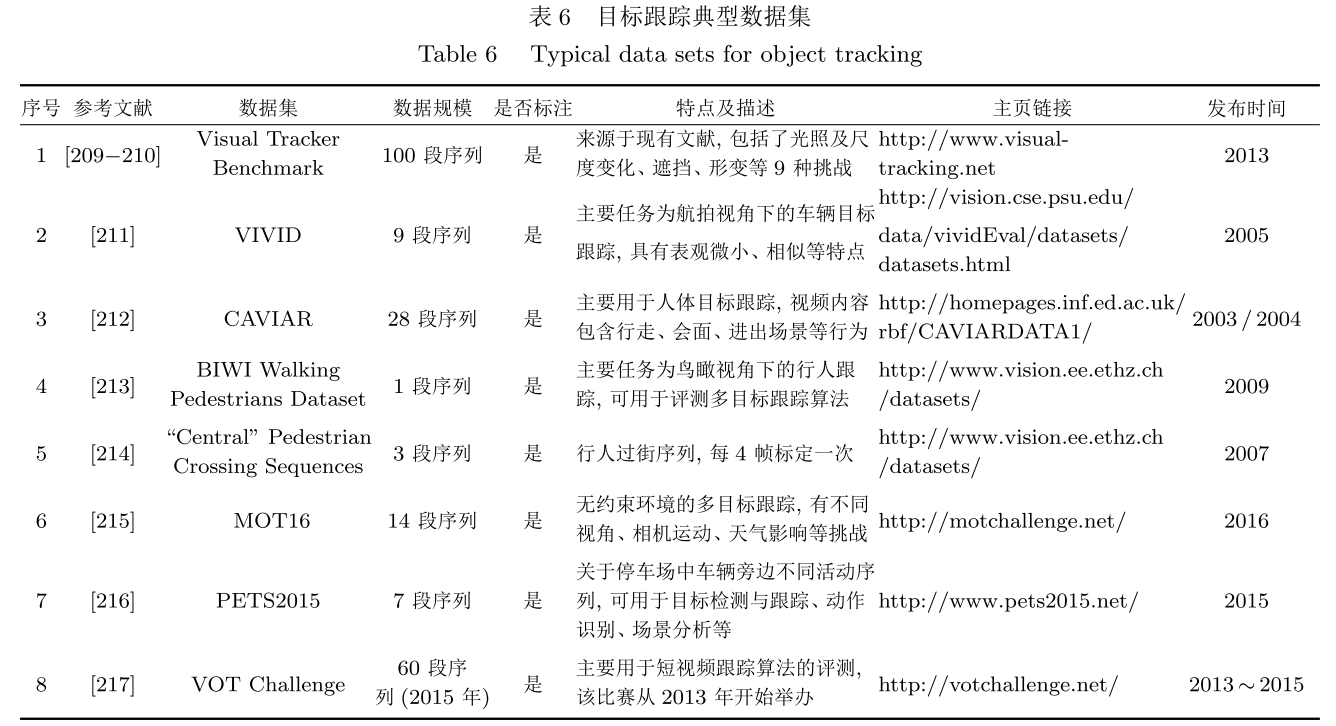 表 6 目标跟踪典型数据集
Table 6 Typical data sets for object tracking
序号 参考文献 数据集 数据规模 是否标注 特点及描述 主页链接 发布时间
1 [209−210] Visual Tracker Benchmark 100 段序列 是 来源于现有文献, 包括了光照及尺度变化、遮挡、形变等 9 种挑战 http://www.visual-tracking.net 2013
2 [211] VIVID 9 段序列 是 主要任务为航拍视角下的车辆目标跟踪, 具有表观微小、相似等特点 http://vision.cse.psu.edu/data/vividEval/datasets/datasets.html 2005
3 [212] CAVIAR 28 段序列 是 主要用于人体目标跟踪, 视频内容包含行走、会面、进出场景等行为 http://homepages.inf.ed.ac.uk/rbf/CAVIARDATA1/ 2003 / 2004
4 [213] BIWI Walking Pedestrians Dataset 1 段序列 是 主要任务为鸟瞰视角下的行人跟踪, 可用于评测多目标跟踪算法 http://www.vision.ee.ethz.ch/datasets/ 2009
5 [214] “Central” Pedestrian Crossing Sequences 3 段序列 是 行人过街序列, 每 4 帧标定一次 http://www.vision.ee.ethz.ch/datasets/ 2007
6 [215] MOT16 14 段序列 是 无约束环境的多目标跟踪, 有不同视角、相机运动、天气影响等挑战 http://motchallenge.net/ 2016
7 [216] PETS2015 7 段序列 是 关于停车场中车辆旁边不同活动序列, 可用于目标检测与跟踪、动作识别、场景分析等 http://www.pets2015.net/ 2015
8 [217] VOT Challenge 60 段序列 (2015 年) 是 主要用于短视频跟踪算法的评测, 该比赛从 2013 年开始举办 http://votchallenge.net/ 2013 ~ 2015